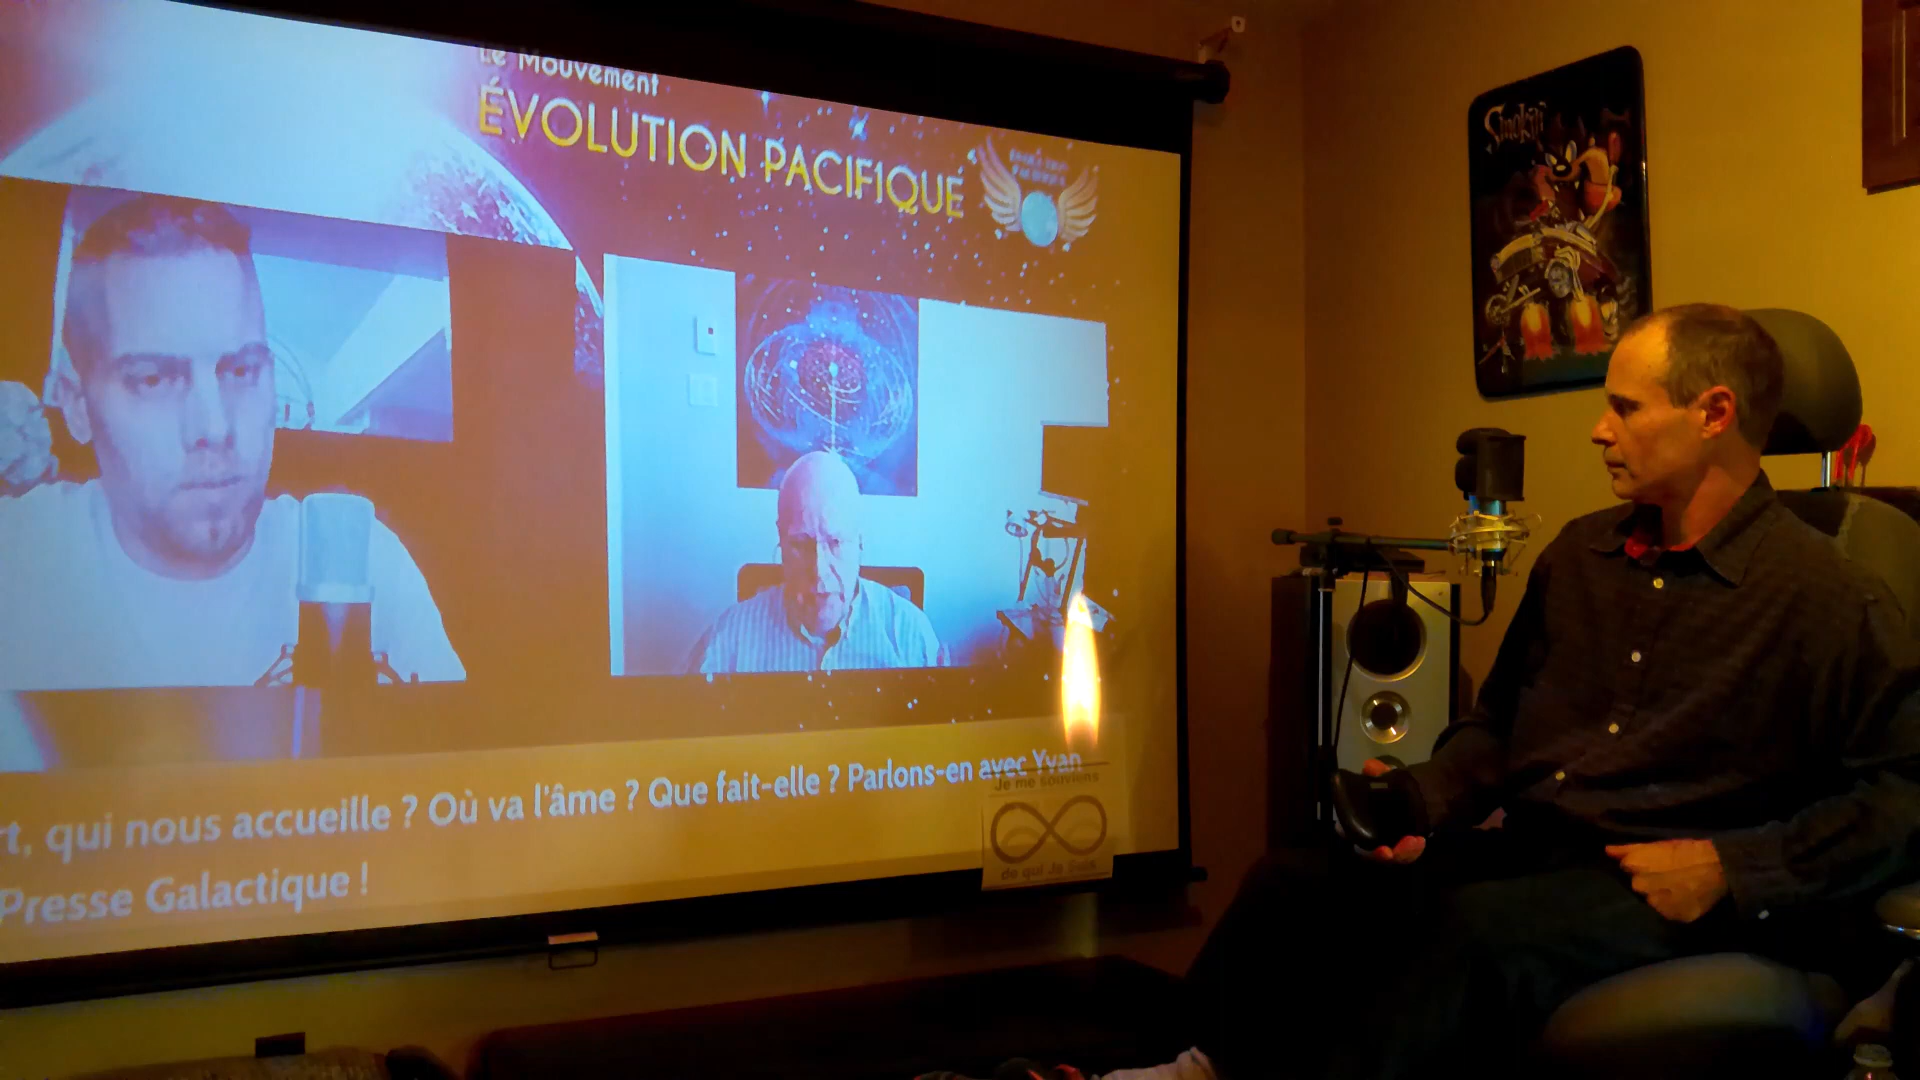 Le Mouvement
ÉVOLUTION PACIFIQUE
Smokin'
t, qui nous accueille ? Où va l'âme ? Que fait-elle ? Parlons-en avec Yvan
Presse Galactique !
Je me souviens
de qui Je Suis